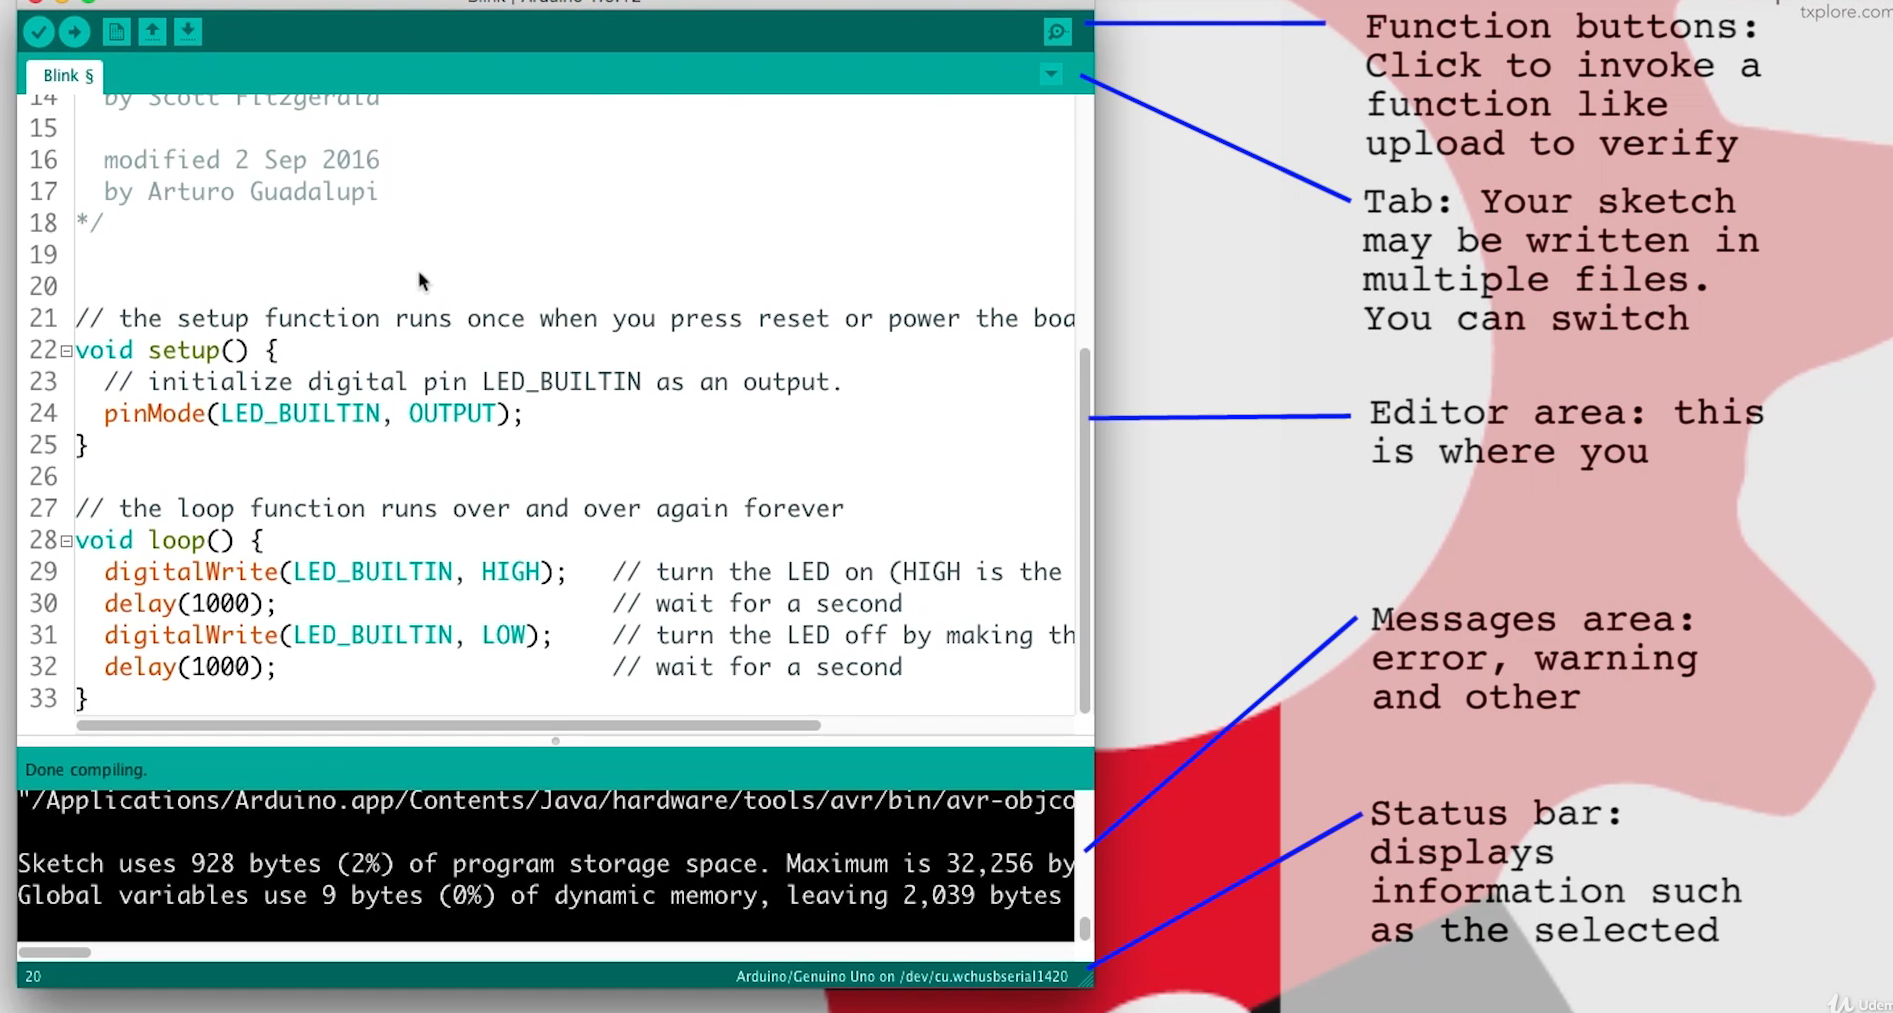 Blink | Arduino 1.8.12
txplore.com
Blink §
14 by Scott Fitzgerald
15
16 modified 2 Sep 2016
17 by Arturo Guadalupi
18 */
19
20
21 // the setup function runs once when you press reset or power the boa
22 void setup() {
23 // initialize digital pin LED_BUILTIN as an output.
24 pinMode(LED_BUILTIN, OUTPUT);
25 }
26
27 // the loop function runs over and over again forever
28 void loop() {
29 digitalWrite(LED_BUILTIN, HIGH); // turn the LED on (HIGH is the
30 delay(1000); // wait for a second
31 digitalWrite(LED_BUILTIN, LOW); // turn the LED off by making th
32 delay(1000); // wait for a second
33 }
Done compiling.
"/Applications/Arduino.app/Contents/Java/hardware/tools/avr/bin/avr-objco
Sketch uses 928 bytes (2%) of program storage space. Maximum is 32,256 by
Global variables use 9 bytes (0%) of dynamic memory, leaving 2,039 bytes
20 Arduino/Genuino Uno on /dev/cu.wchusbserial1420
Function buttons:
Click to invoke a
function like
upload to verify
Tab: Your sketch
may be written in
multiple files.
You can switch
Editor area: this
is where you
Messages area:
error, warning
and other
Status bar:
displays
information such
as the selected
Udem